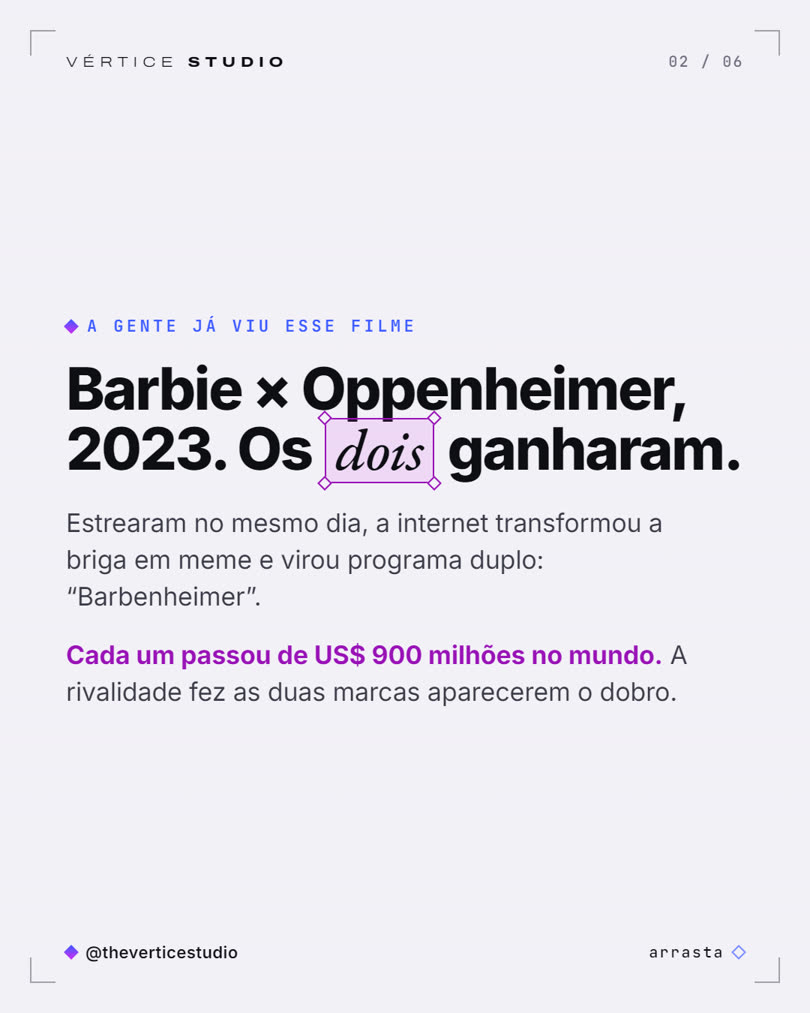 VÉRTICE STUDIO
02 / 06
A GENTE JÁ VIU ESSE FILME
Barbie × Oppenheimer,
2023. Os dois ganharam.
Estrearam no mesmo dia, a internet transformou a
briga em meme e virou programa duplo:
“Barbenheimer”.
Cada um passou de US$ 900 milhões no mundo. A
rivalidade fez as duas marcas aparecerem o dobro.
@theverticestudio
arrasta